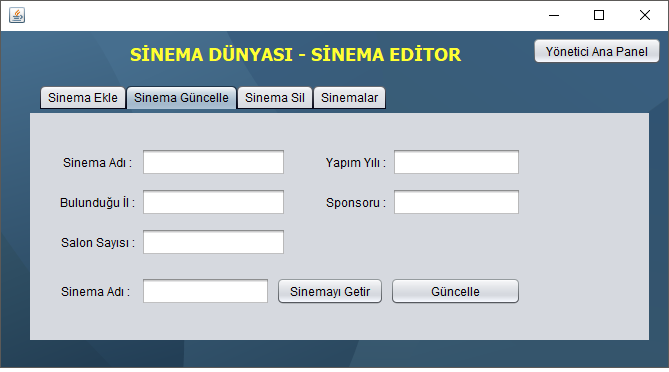 SİNEMA DÜNYASI - SİNEMA EDİTOR
Yönetici Ana Panel
Sinema Ekle Sinema Güncelle Sinema Sil Sinemalar
Sinema Adı : Yapım Yılı :
Bulunduğu İl : Sponsoru :
Salon Sayısı :
Sinema Adı : Sinemayı Getir Güncelle